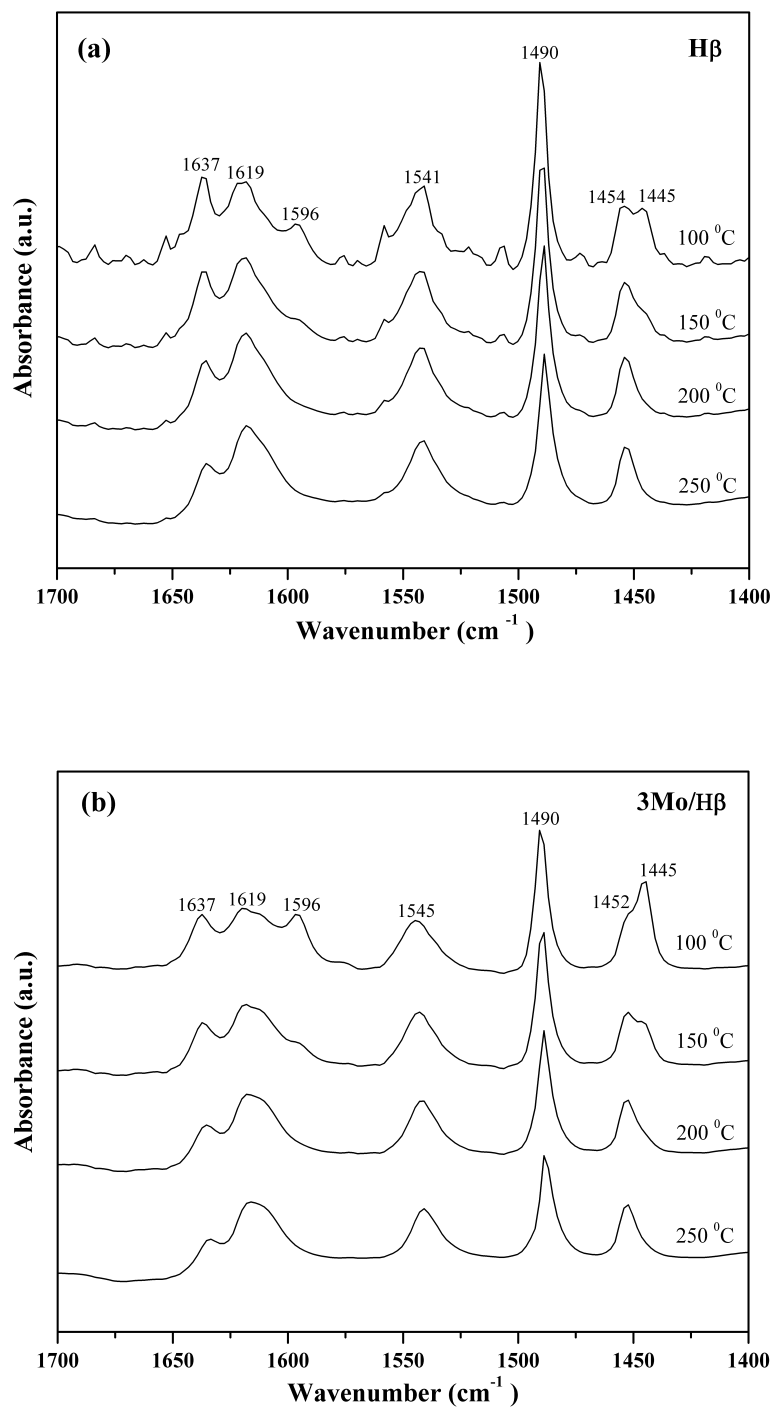 (a)
Hβ
1490
1637
1619
1596
1541
1454
1445
100 ⁰C
150 ⁰C
200 ⁰C
250 ⁰C
Absorbance (a.u.)
1700 1650 1600 1550 1500 1450 1400
Wavenumber (cm ⁻¹ )
(b)
3Mo/Hβ
1490
1637
1619
1596
1545
1452
1445
100 ⁰C
150 ⁰C
200 ⁰C
250 ⁰C
Absorbance (a.u.)
1700 1650 1600 1550 1500 1450 1400
Wavenumber (cm⁻¹ )